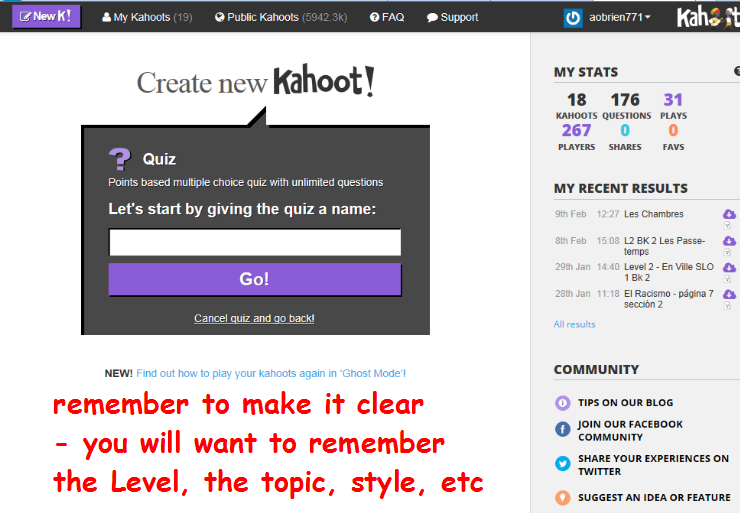 New K!
My Kahoots (19)
Public Kahoots (5942.3k)
FAQ
Support
aobrien771
Kahoot
Create new Kahoot!
Quiz
Points based multiple choice quiz with unlimited questions
Let's start by giving the quiz a name:
Go!
Cancel quiz and go back!
NEW! Find out how to play your kahoots again in 'Ghost Mode'!
remember to make it clear
- you will want to remember
the Level, the topic, style, etc
MY STATS
18 176 31
KAHOOTS QUESTIONS PLAYS
267 0 0
PLAYERS SHARES FAVS
MY RECENT RESULTS
9th Feb 12:27 Les Chambres
8th Feb 15:08 L2 BK 2 Les Passe-
temps
29th Jan 14:40 Level 2 - En Ville SLO
1 Bk 2
28th Jan 11:18 El Racismo - página 7
sección 2
All results
COMMUNITY
TIPS ON OUR BLOG
JOIN OUR FACEBOOK
COMMUNITY
SHARE YOUR EXPERIENCES ON
TWITTER
SUGGEST AN IDEA OR FEATURE